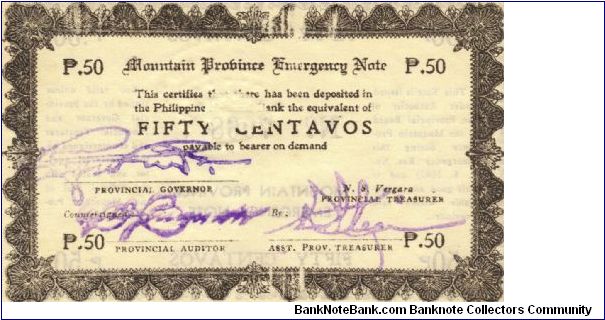 ₱.50 Mountain Province Emergency Note ₱.50
This certifies that there has been deposited in
the Philippine Bank the equivalent of
FIFTY CENTAVOS
payable to bearer on demand
PROVINCIAL GOVERNOR
N. S. Vergara
PROVINCIAL TREASURER
Countersigned: By:
₱.50 PROVINCIAL AUDITOR ASST. PROV. TREASURER ₱.50
BankNoteBank.com Banknote Collectors Community